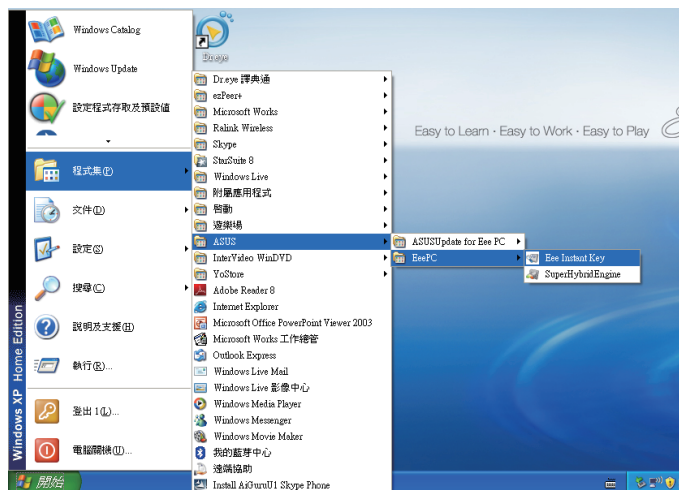 Windows Catalog
Windows Update
設定程式存取及預設值
程式集(P)
文件(D)
設定(S)
搜尋(C)
說明及支援(H)
執行(R)...
登出 1(L)...
電腦關機(U)...
Windows XP Home Edition
開始
Dr.eye
Dr.eye 譯典通
ezPeer+
Microsoft Works
Ralink Wireless
Skype
StarSuite 8
Windows Live
附屬應用程式
啓動
遊樂場
ASUS
InterVideo WinDVD
YoStore
Adobe Reader 8
Internet Explorer
Microsoft Office PowerPoint Viewer 2003
Microsoft Works 工作總管
Outlook Express
Windows Live Mail
Windows Live 影像中心
Windows Media Player
Windows Messenger
Windows Movie Maker
我的藍芽中心
遠端協助
Install AiGuruU1 Skype Phone
ASUSUpdate for Eee PC
EeePC
Eee Instant Key
SuperHybridEngine
Easy to Learn · Easy to Work · Easy to Play